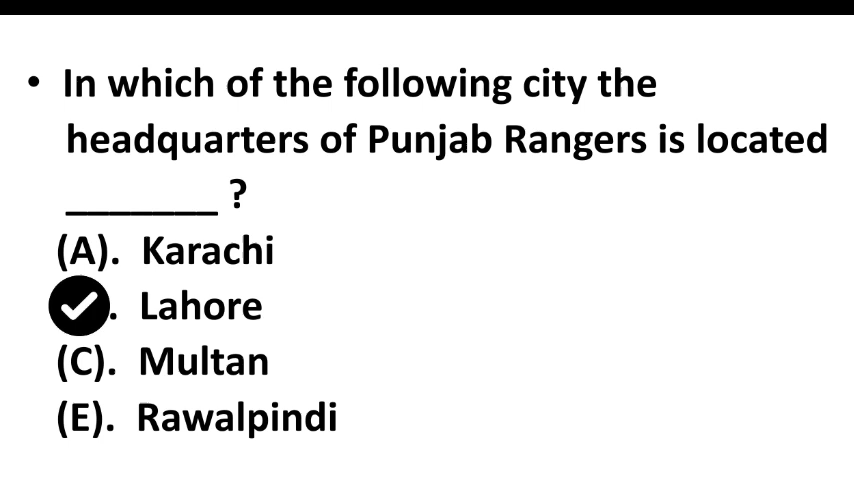 • In which of the following city the
headquarters of Punjab Rangers is located
_______ ?
(A). Karachi
. Lahore
(C). Multan
(E). Rawalpindi